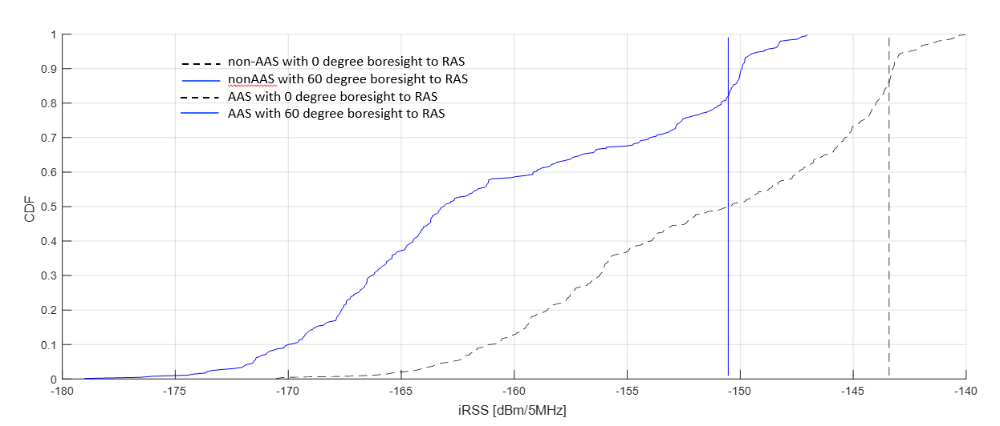 1
0.9
0.8
0.7
0.6
0.5
0.4
0.3
0.2
0.1
0
CDF
non-AAS with 0 degree boresight to RAS
nonAAS with 60 degree boresight to RAS
AAS with 0 degree boresight to RAS
AAS with 60 degree boresight to RAS
-180 -175 -170 -165 -160 -155 -150 -145 -140
iRSS [dBm/5MHz]